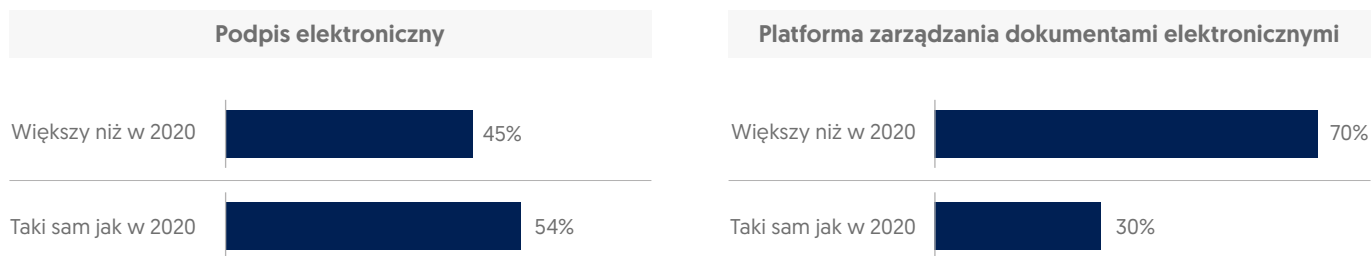 Podpis elektroniczny
Większy niż w 2020
45%
Taki sam jak w 2020
54%
Platforma zarządzania dokumentami elektronicznymi
Większy niż w 2020
70%
Taki sam jak w 2020
30%